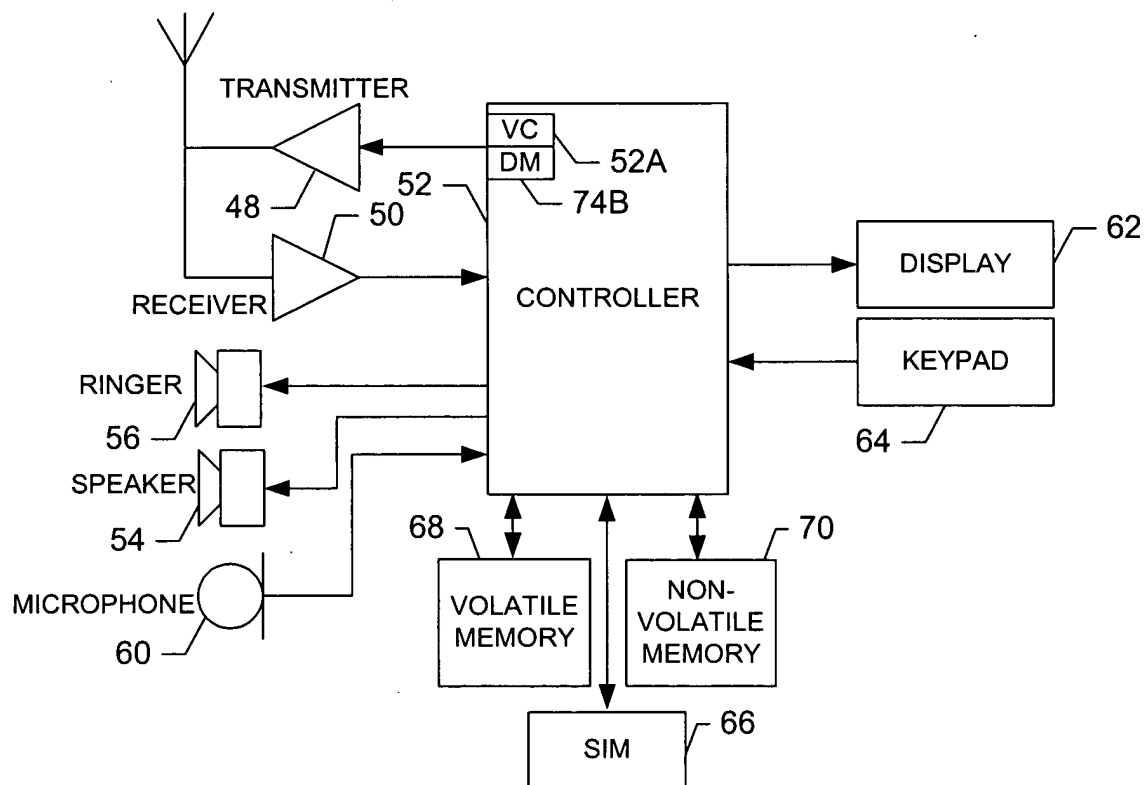 TRANSMITTER
48
VC
DM
52A
74B
52
50
RECEIVER
CONTROLLER
DISPLAY
62
KEYPAD
64
RINGER
56
SPEAKER
54
MICROPHONE
60
68
VOLATILE
MEMORY
70
NON-
VOLATILE
MEMORY
SIM
66